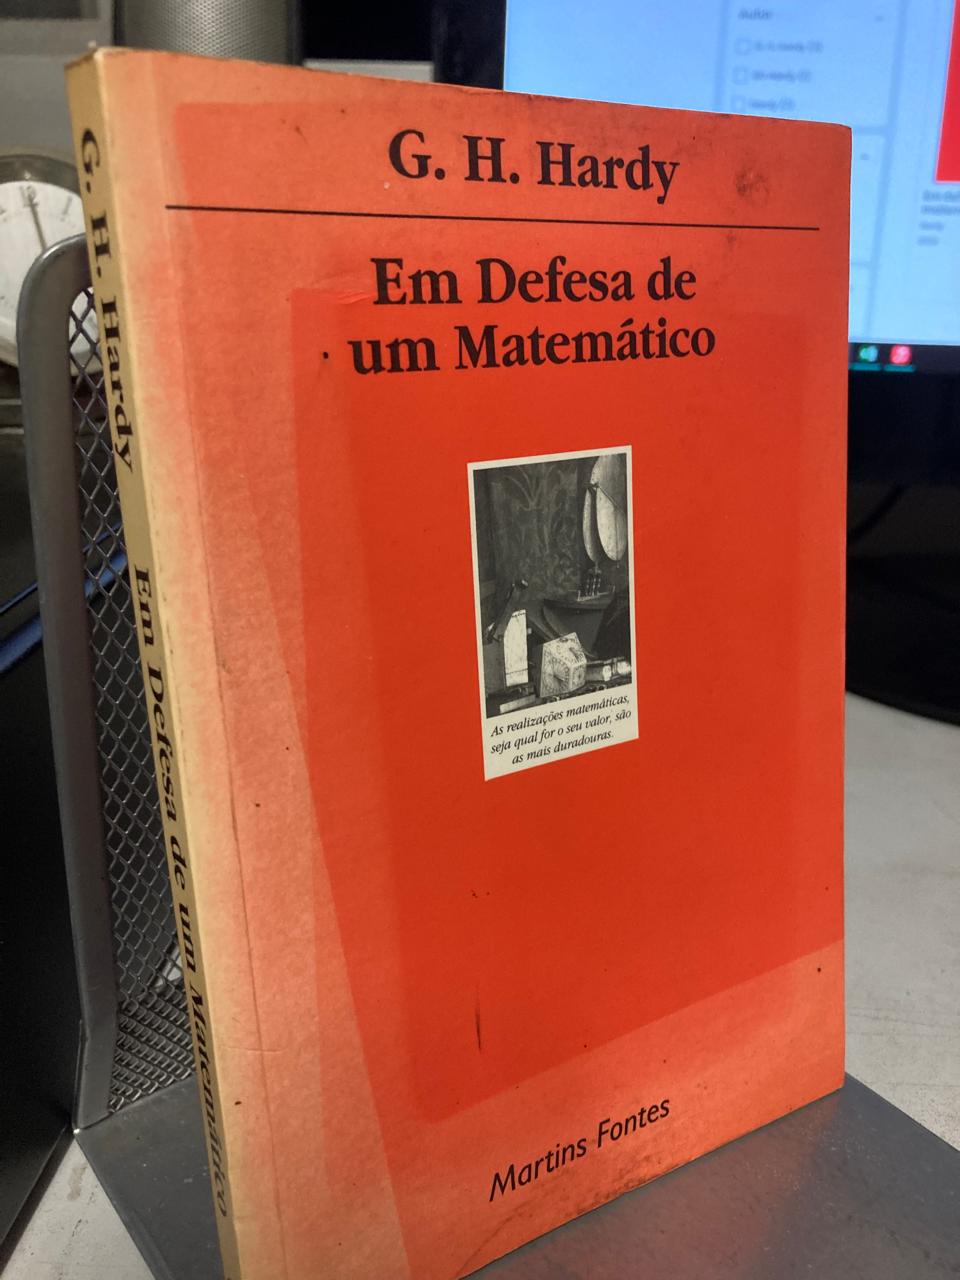 G. H. Hardy
Em Defesa de
um Matemático
As realizações matemáticas,
seja qual for o seu valor, são
as mais duradouras.
Martins Fontes
G. H. Hardy Em Defesa de um Matemático
Autor